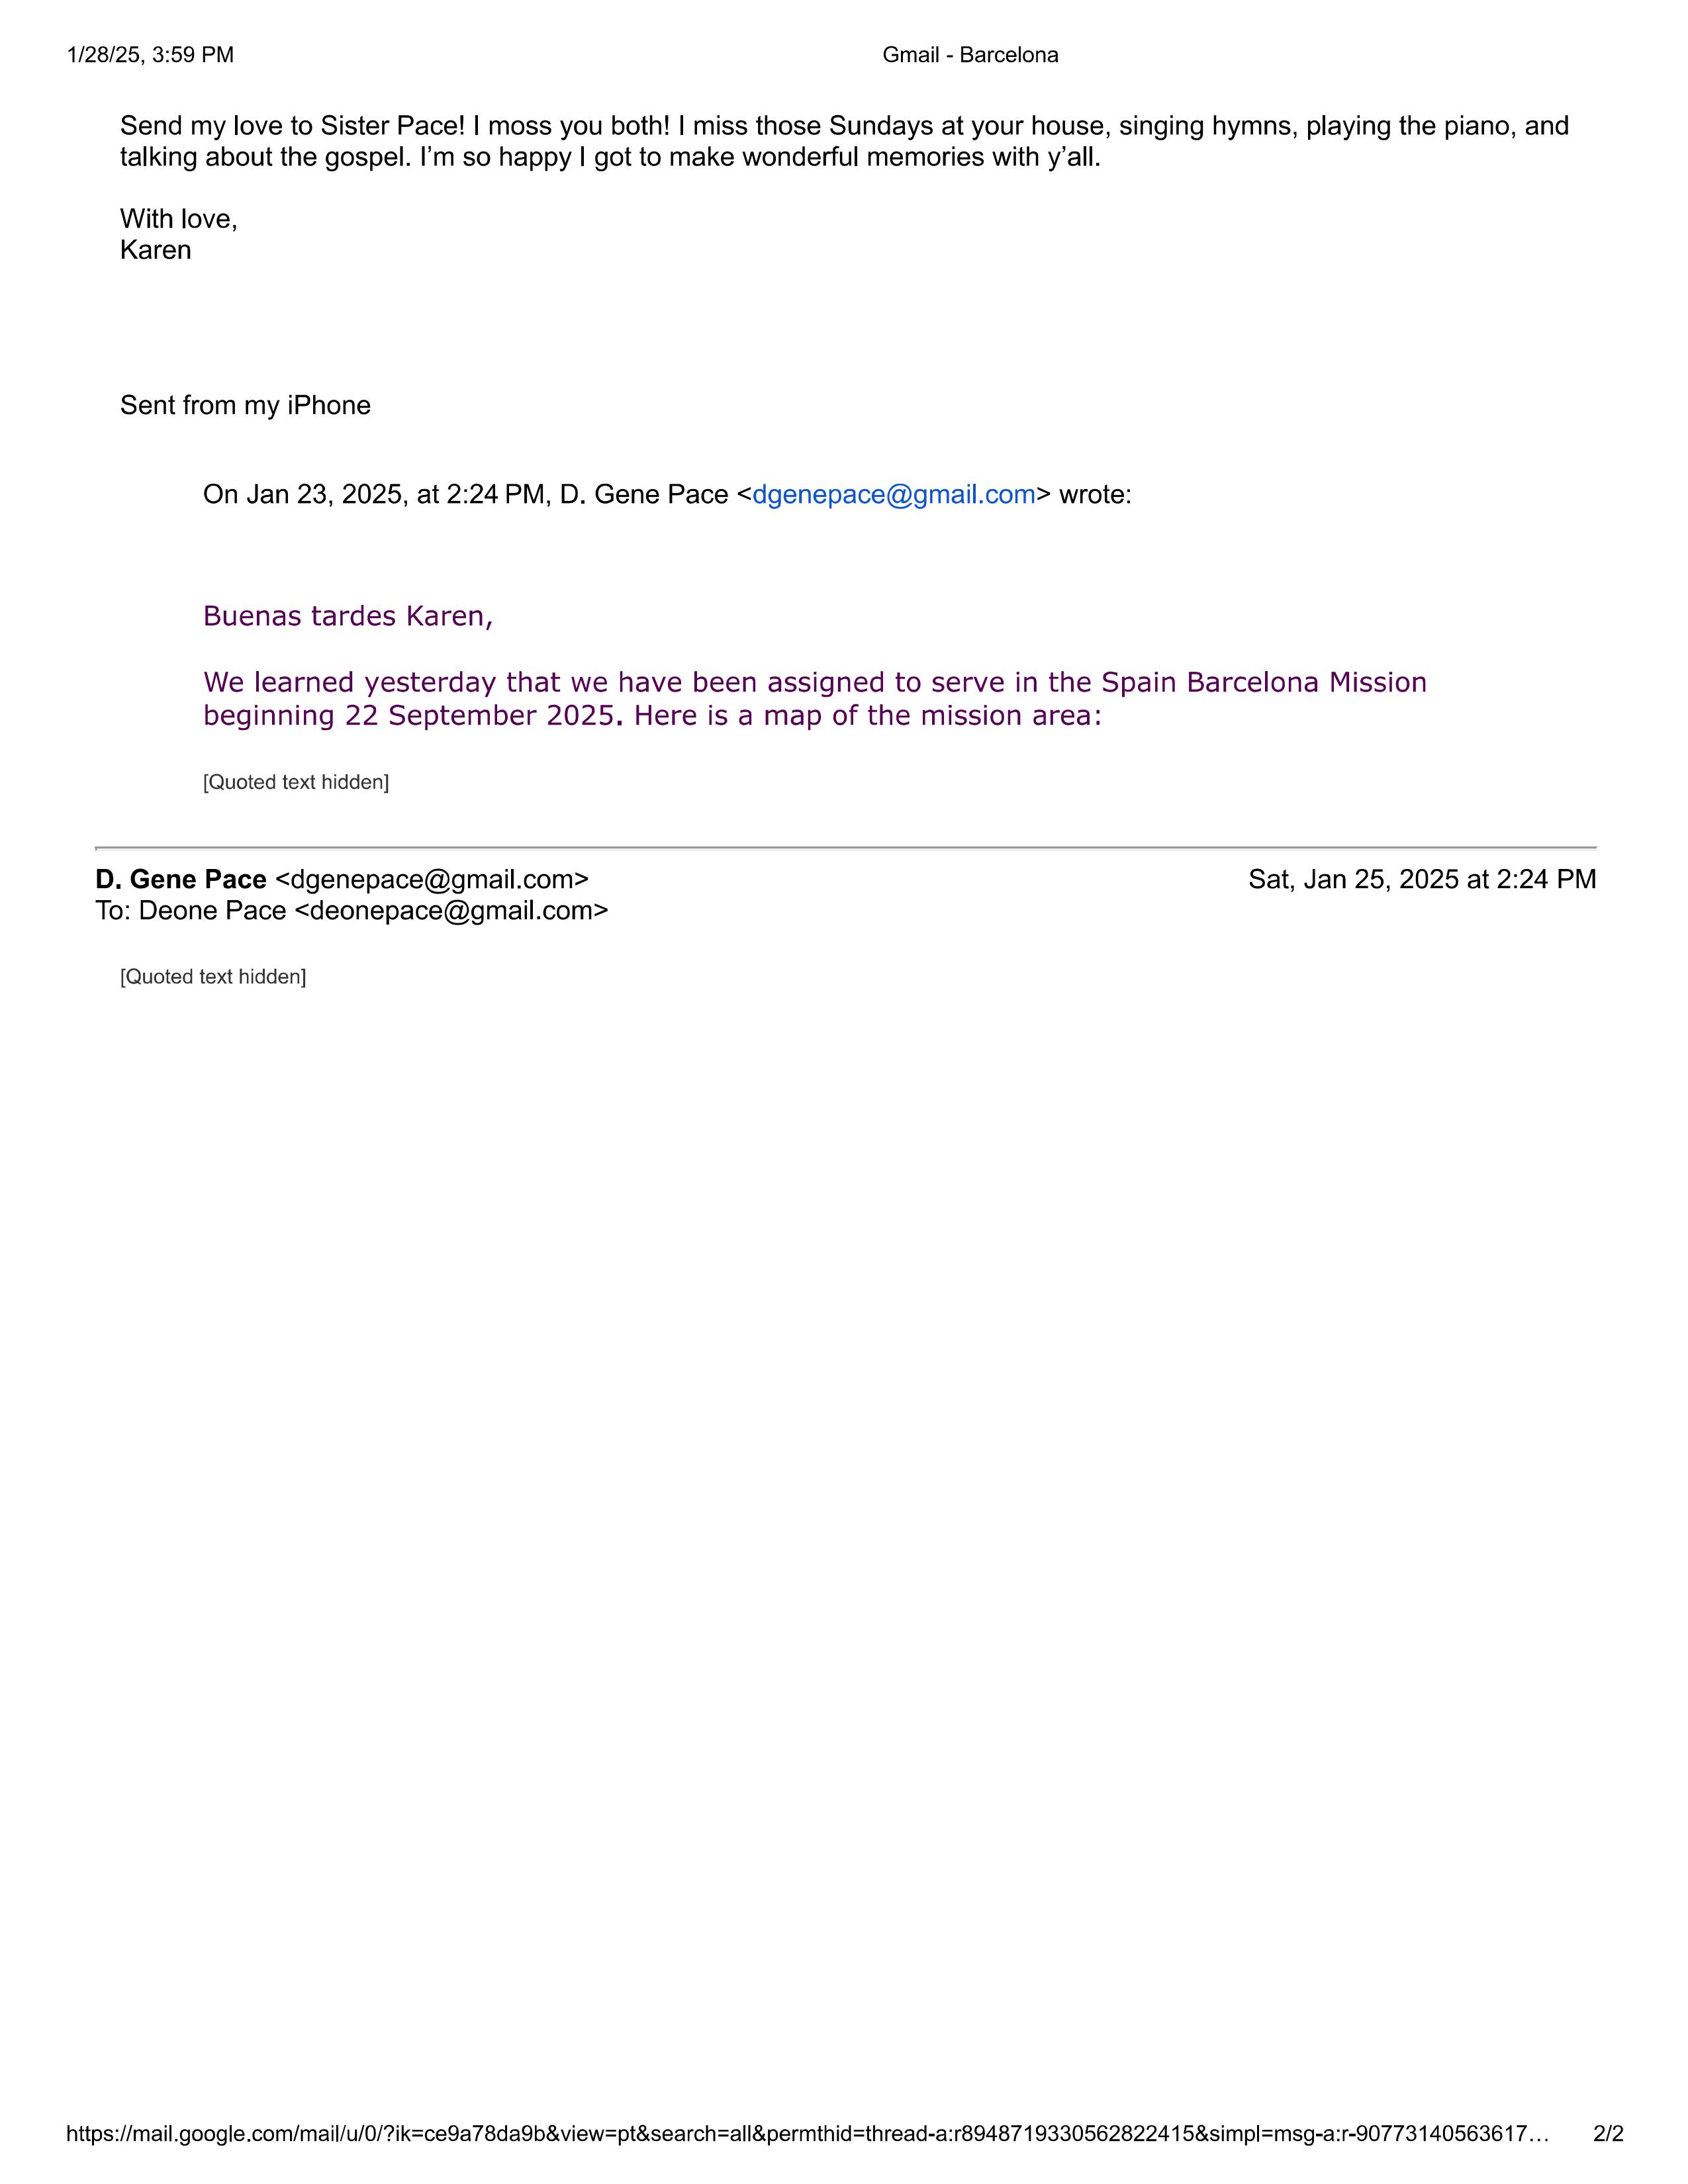 1/28/25, 3:59 PM
Gmail - Barcelona
Send my love to Sister Pace! I moss you both! I miss those Sundays at your house, singing hymns, playing the piano, and
talking about the gospel. I’m so happy I got to make wonderful memories with y’all.
With love,
Karen
Sent from my iPhone
On Jan 23, 2025, at 2:24 PM, D. Gene Pace <dgenepace@gmail.com> wrote:
Buenas tardes Karen,
We learned yesterday that we have been assigned to serve in the Spain Barcelona Mission
beginning 22 September 2025. Here is a map of the mission area:
[Quoted text hidden]
D. Gene Pace <dgenepace@gmail.com>
Sat, Jan 25, 2025 at 2:24 PM
To: Deone Pace <deonepace@gmail.com>
[Quoted text hidden]
https://mail.google.com/mail/u/0/?ik=ce9a78da9b&view=pt&search=all&permthid=thread-a:r8948719330562822415&simpl=msg-a:r-90773140563617…
2/2